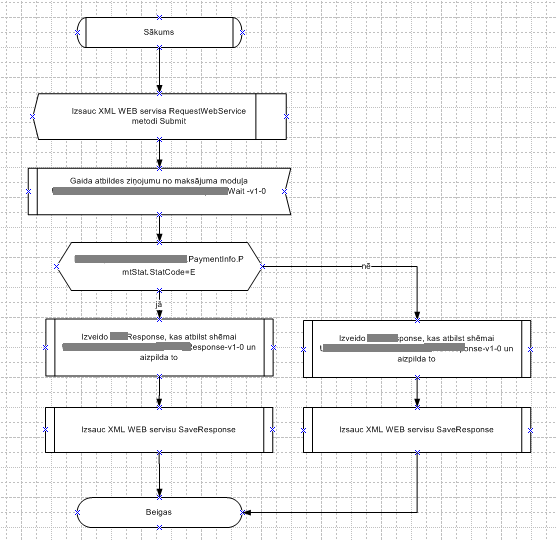 Sākums
Izsauc XML WEB servisa RequestWebService
metodi Submit
Gaida atbildes ziņojumu no maksājuma moduļa
Wait -v1-0
.PaymentInfo.P
mtStat.StatCode=E
nē
jā
Izveido Response, kas atbilst shēmai
esponse-v1-0 un
aizpilda to
Izveido sponse, kas atbilst shēmai
ponse-v1-0 un
aizpilda to
Izsauc XML WEB servisu SaveResponse
Izsauc XML WEB servisu SaveResponse
Beigas